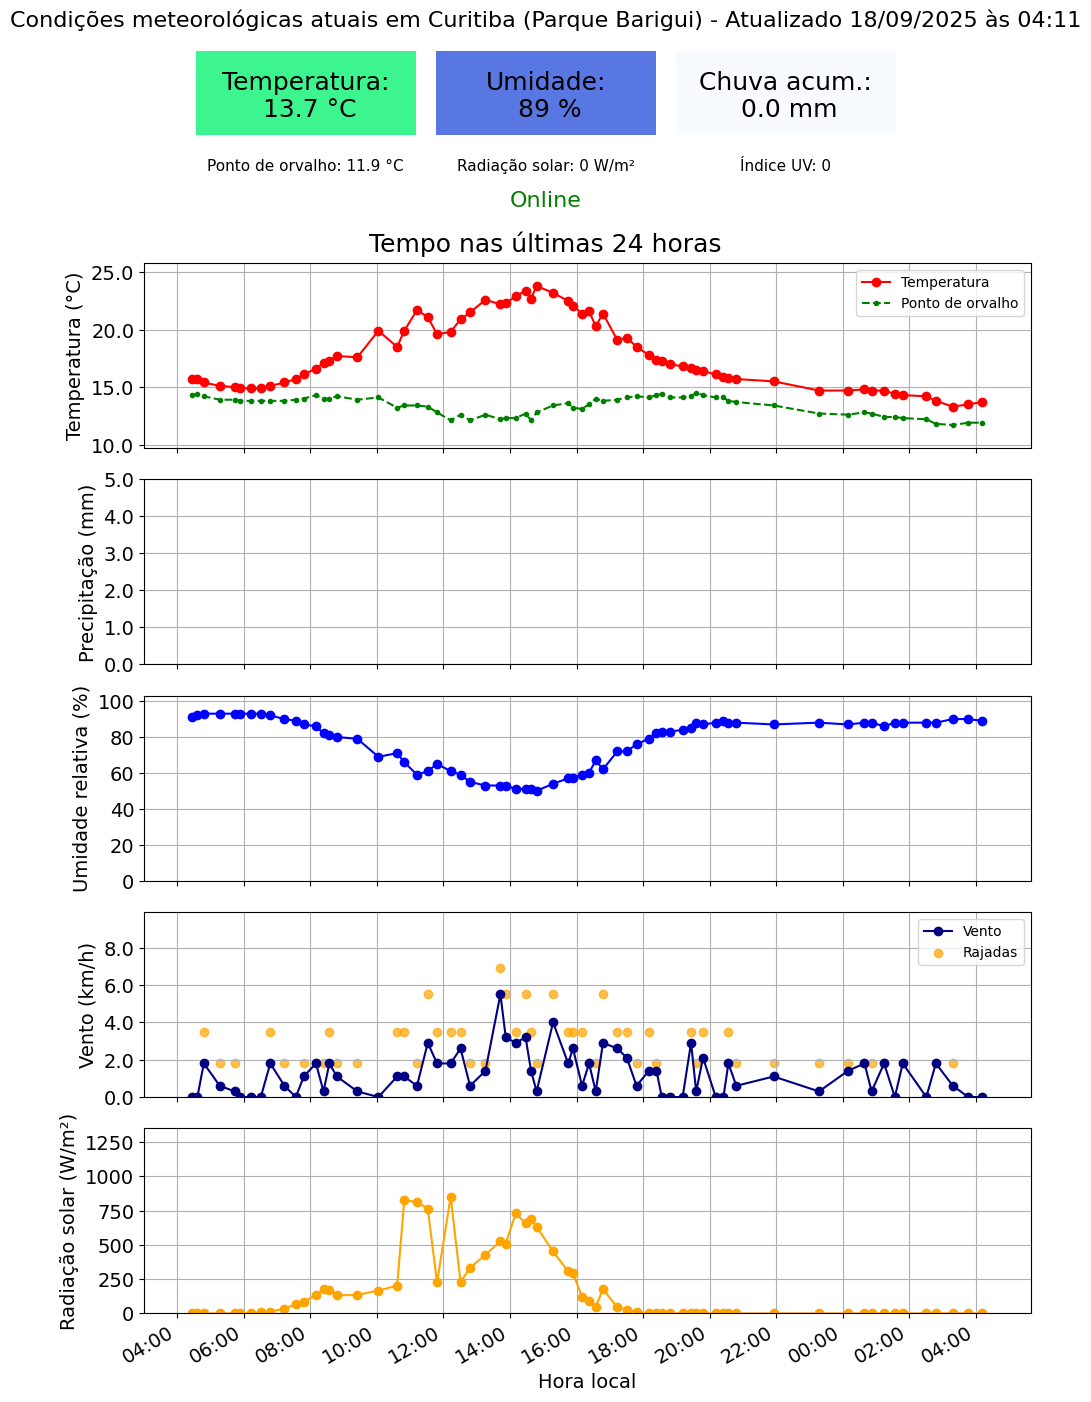 Condições meteorológicas atuais em Curitiba (Parque Barigui) - Atualizado 18/09/2025 às 04:11
Temperatura:
13.7 °C
Umidade:
89 %
Chuva acum.:
0.0 mm
Ponto de orvalho: 11.9 °C
Radiação solar: 0 W/m²
Índice UV: 0
Online
Tempo nas últimas 24 horas
Temperatura (°C)
25.0
20.0
15.0
10.0
Temperatura
Ponto de orvalho
Precipitação (mm)
5.0
4.0
3.0
2.0
1.0
0.0
Umidade relativa (%)
100
80
60
40
20
0
Vento (km/h)
8.0
6.0
4.0
2.0
0.0
Vento
Rajadas
Radiação solar (W/m²)
1250
1000
750
500
250
0
04:00
06:00
08:00
10:00
12:00
14:00
16:00
18:00
20:00
22:00
00:00
02:00
04:00
Hora local